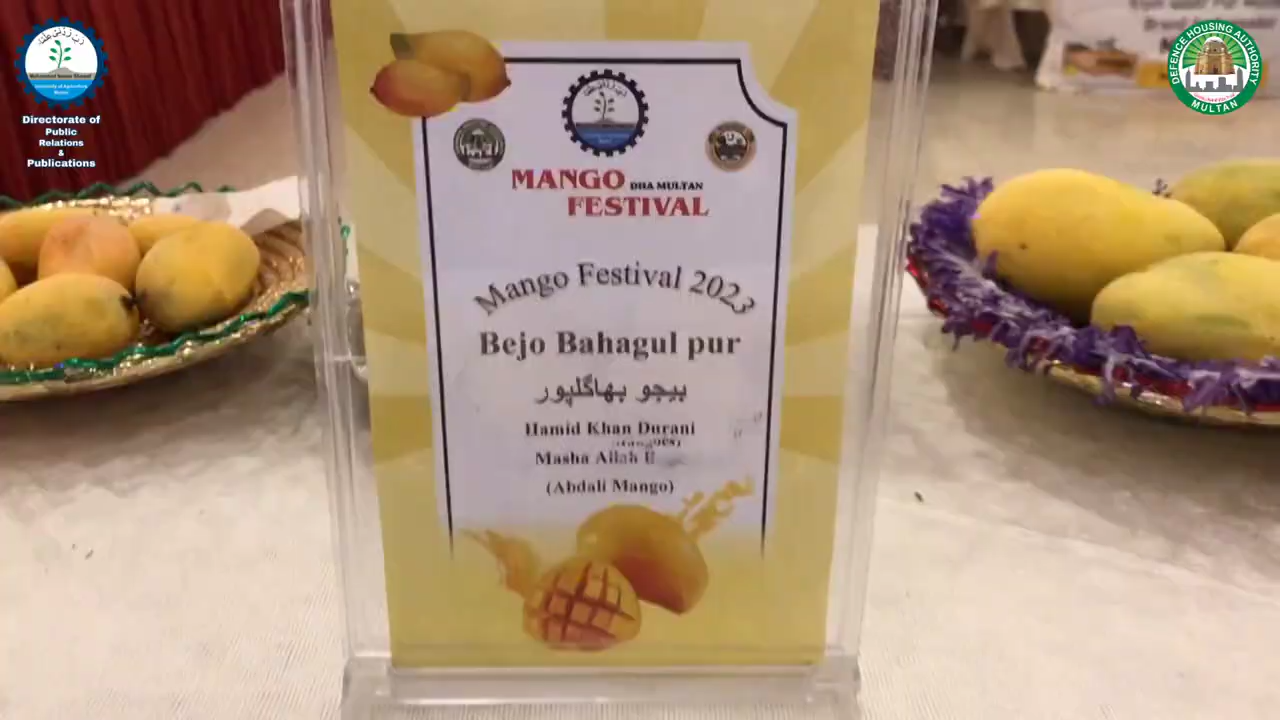 Directorate of
Public
Relations
&
Publications
DEFENCE HOUSING AUTHORITY
MULTAN
MANGO DHA MULTAN
FESTIVAL
Mango Festival 2023
Bejo Bahagul pur
بیجو بھاگلپور
Hamid Khan Durani
Masha Allah
(Abdali Mango)